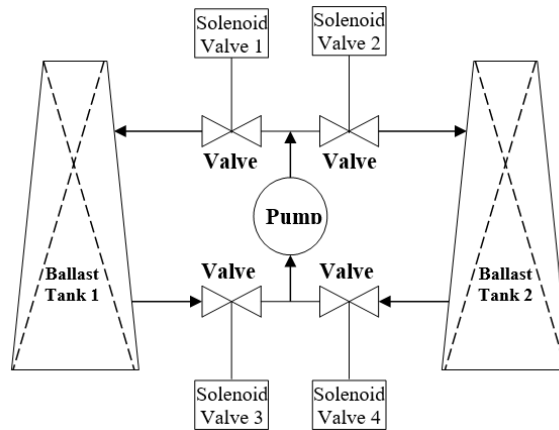 Solenoid
Valve 1
Solenoid
Valve 2
Valve
Valve
Pump
Valve
Valve
Ballast
Tank 1
Ballast
Tank 2
Solenoid
Valve 3
Solenoid
Valve 4